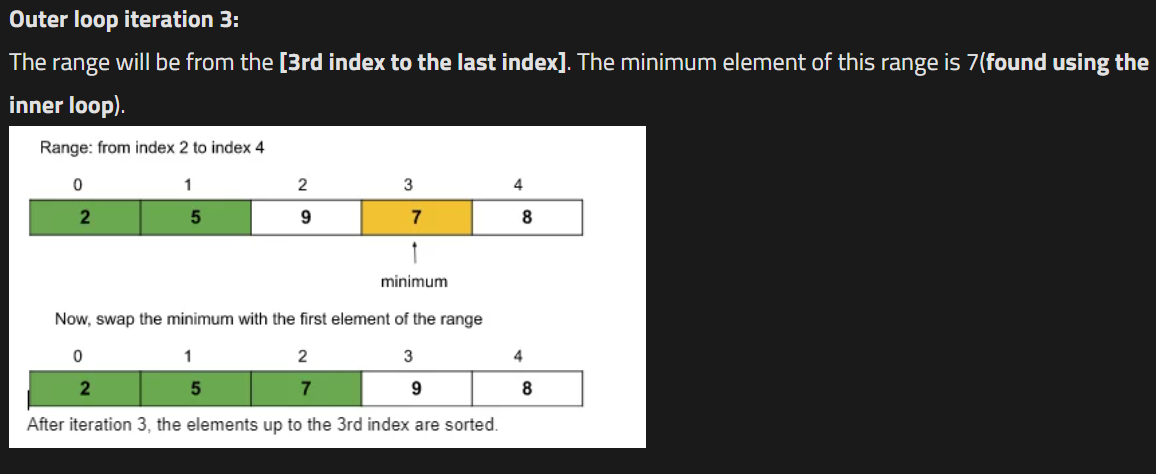 Outer loop iteration 3:
The range will be from the [3rd index to the last index]. The minimum element of this range is 7(found using the
inner loop).
Range: from index 2 to index 4
0 1 2 3 4
2 5 9 7 8
minimum
Now, swap the minimum with the first element of the range
0 1 2 3 4
2 5 7 9 8
After iteration 3, the elements up to the 3rd index are sorted.